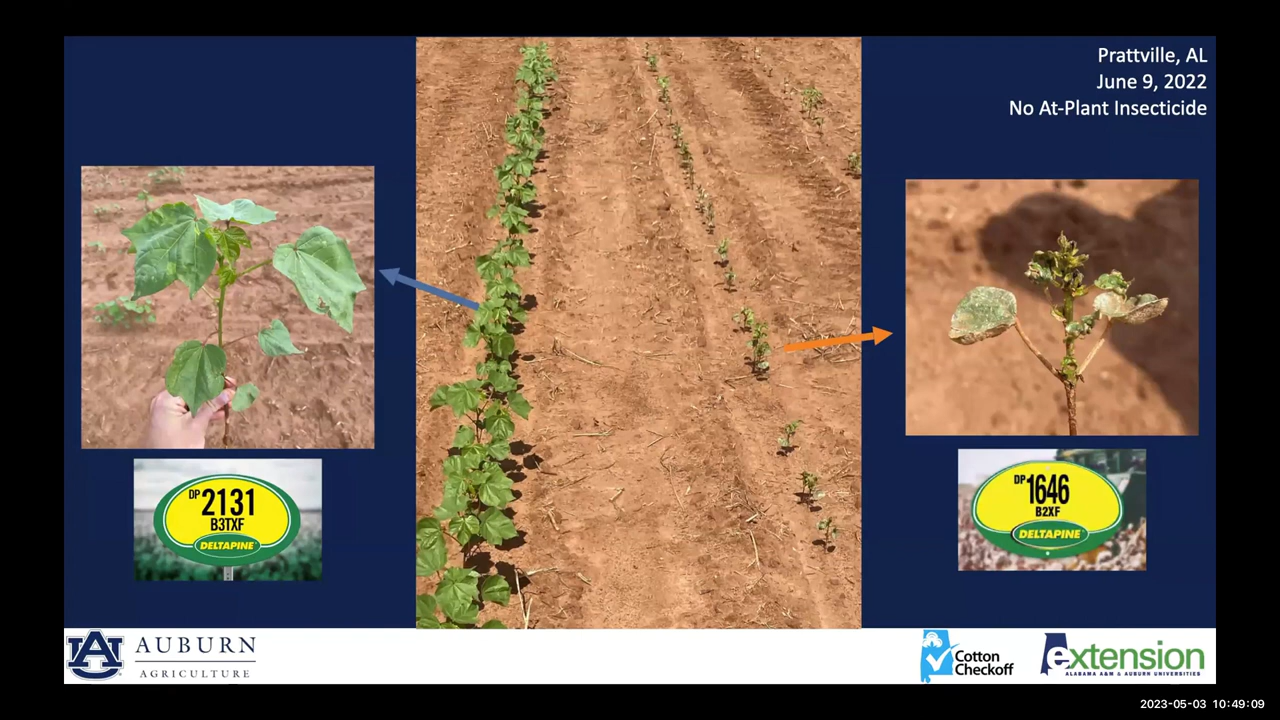 Prattville, AL
June 9, 2022
No At-Plant Insecticide
DP 2131
B3TXF
DELTAPINE
DP 1646
B2XF
DELTAPINE
AUBURN
AGRICULTURE
Cotton
Checkoff
extension
ALABAMA A&M & AUBURN UNIVERSITIES
2023-05-03 10:49:09